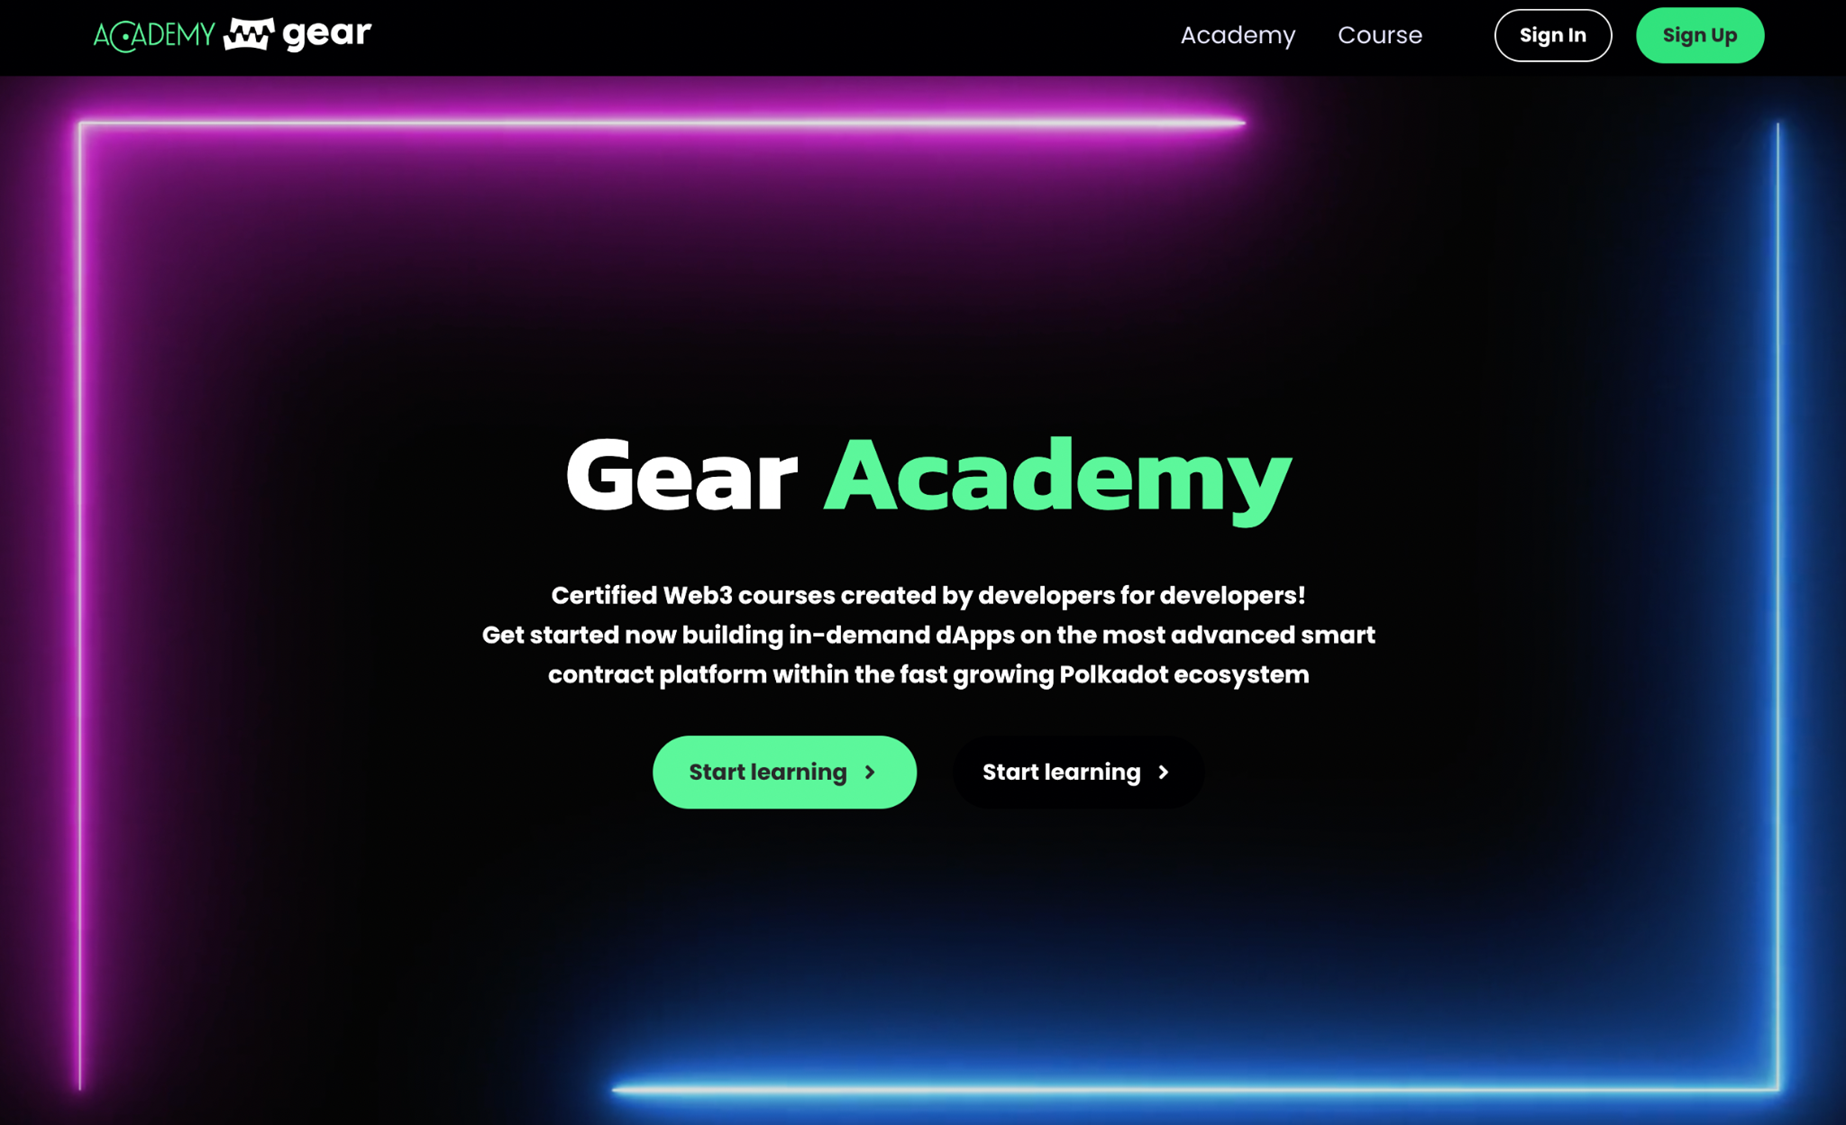 ACADEMY gear
Academy
Course
Sign In
Sign Up
Gear Academy
Certified Web3 courses created by developers for developers!
Get started now building in-demand dApps on the most advanced smart
contract platform within the fast growing Polkadot ecosystem
Start learning
Start learning